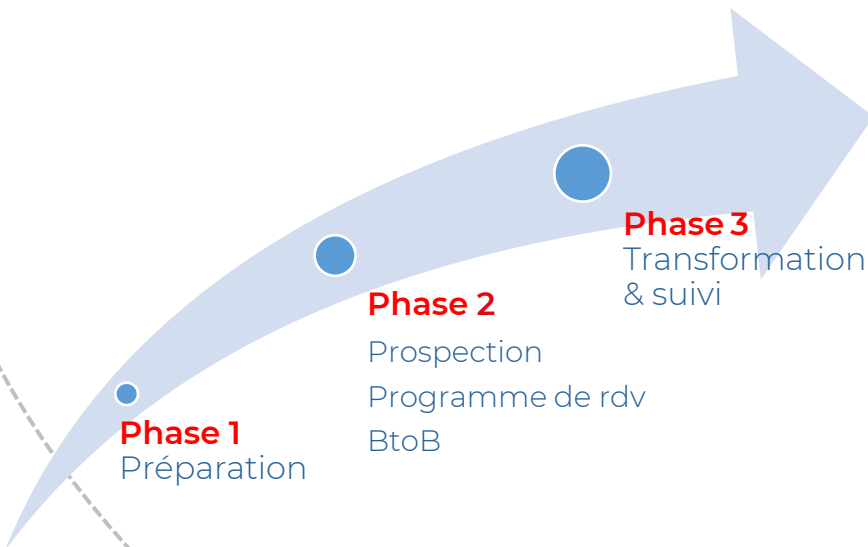 Phase 1
Préparation
Phase 2
Prospection
Programme de rdv
BtoB
Phase 3
Transformation
& suivi